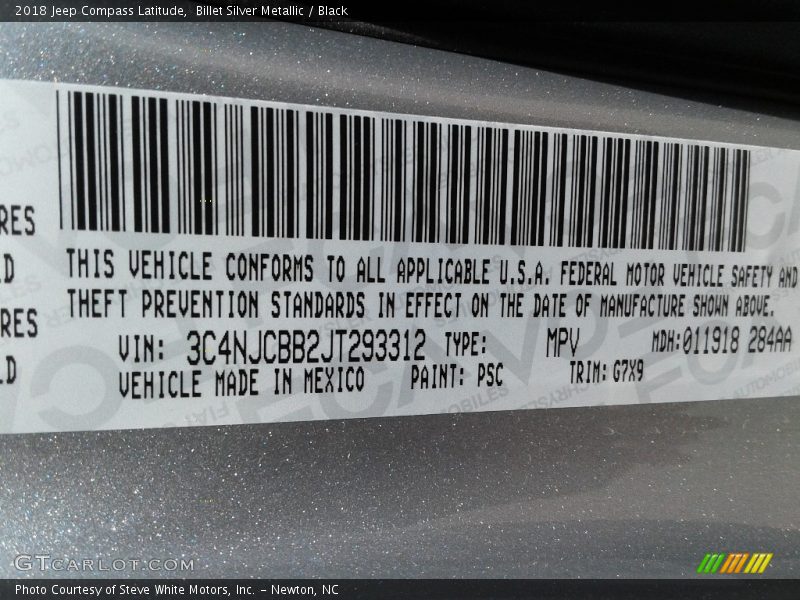 2018 Jeep Compass Latitude, Billet Silver Metallic / Black
RES
D
RES
LD
THIS VEHICLE CONFORMS TO ALL APPLICABLE U.S.A. FEDERAL MOTOR VEHICLE SAFETY AND
THEFT PREVENTION STANDARDS IN EFFECT ON THE DATE OF MANUFACTURE SHOWN ABOVE.
VIN: 3C4NJCBB2JT293312 TYPE: MPV MDH:011918 284AA
VEHICLE MADE IN MEXICO PAINT: PSC TRIM: G7X9
GTCARLOT.COM
Photo Courtesy of Steve White Motors, Inc. – Newton, NC